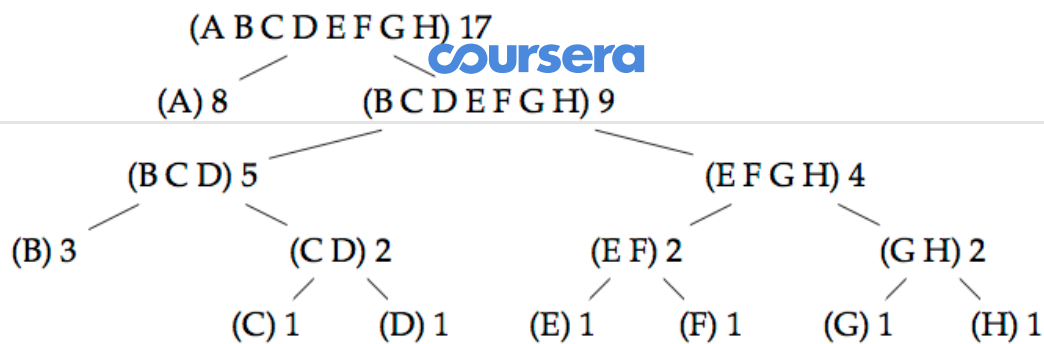 (A B C D E F G H) 17
coursera
(A) 8 (B C D E F G H) 9
(B C D) 5 (E F G H) 4
(B) 3 (C D) 2 (E F) 2 (G H) 2
(C) 1 (D) 1 (E) 1 (F) 1 (G) 1 (H) 1